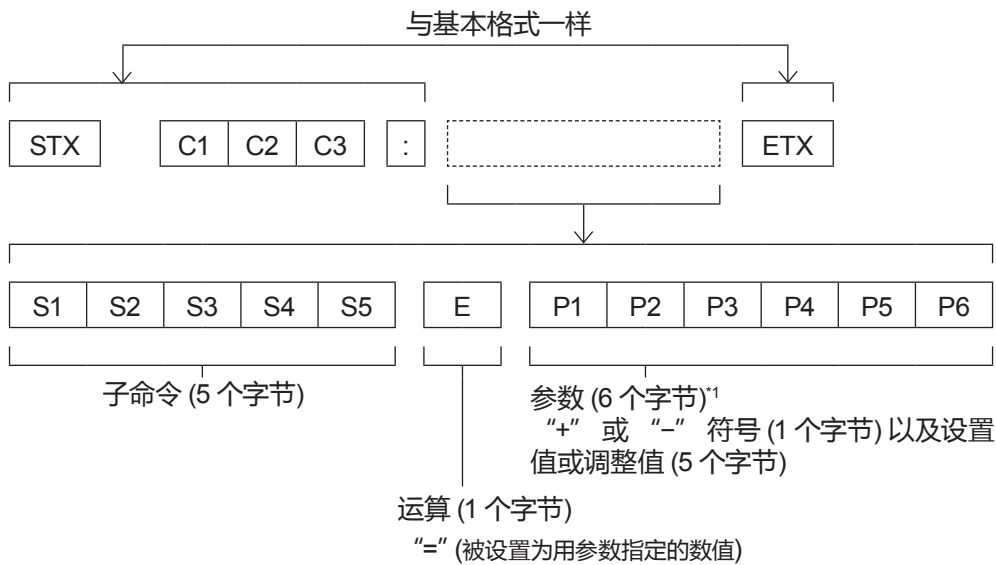 与基本格式一样
STX C1 C2 C3 : ETX
S1 S2 S3 S4 S5 E P1 P2 P3 P4 P5 P6
子命令 (5 个字节)
参数 (6 个字节)*1
“+” 或 “−” 符号 (1 个字节) 以及设置
值或调整值 (5 个字节)
运算 (1 个字节)
“=” (被设置为用参数指定的数值)